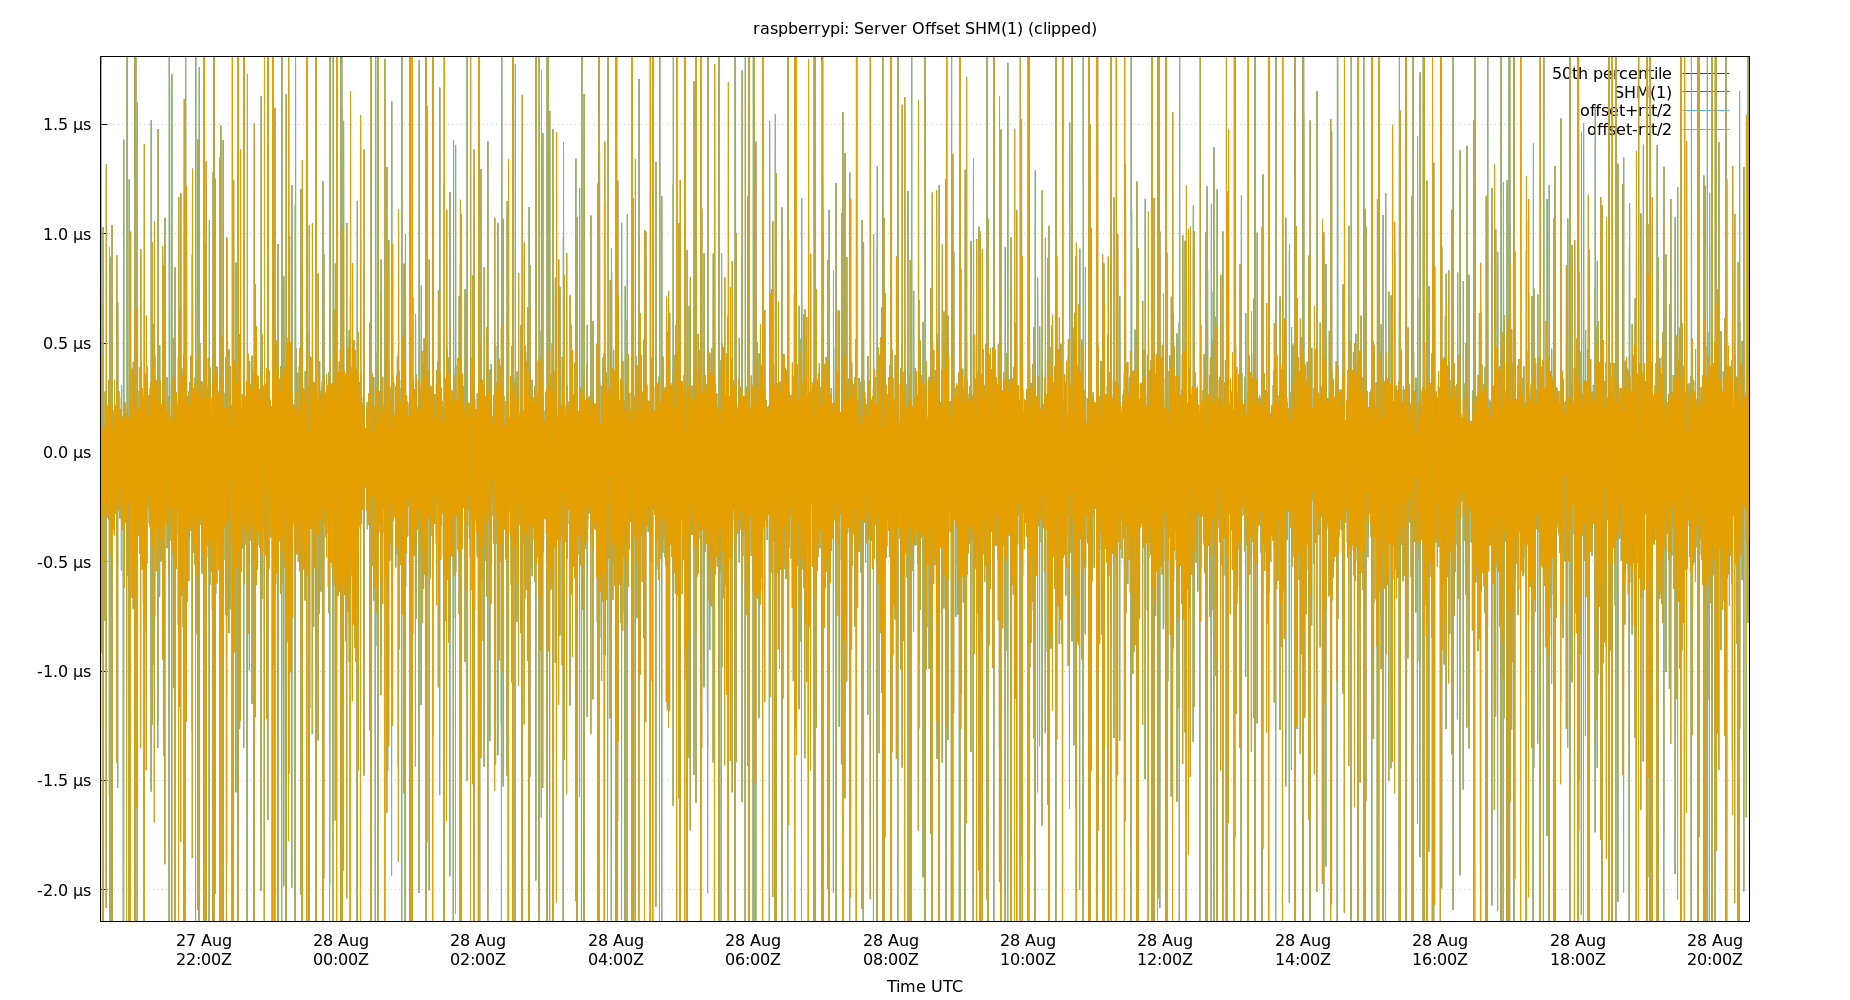 raspberrypi: Server Offset SHM(1) (clipped)
50th percentile
SHM(1)
offset+rtt/2
offset-rtt/2
1.5 µs
1.0 µs
0.5 µs
0.0 µs
-0.5 µs
-1.0 µs
-1.5 µs
-2.0 µs
27 Aug 28 Aug 28 Aug 28 Aug 28 Aug 28 Aug 28 Aug 28 Aug 28 Aug 28 Aug 28 Aug 28 Aug
22:00Z 00:00Z 02:00Z 04:00Z 06:00Z 08:00Z 10:00Z 12:00Z 14:00Z 16:00Z 18:00Z 20:00Z
Time UTC